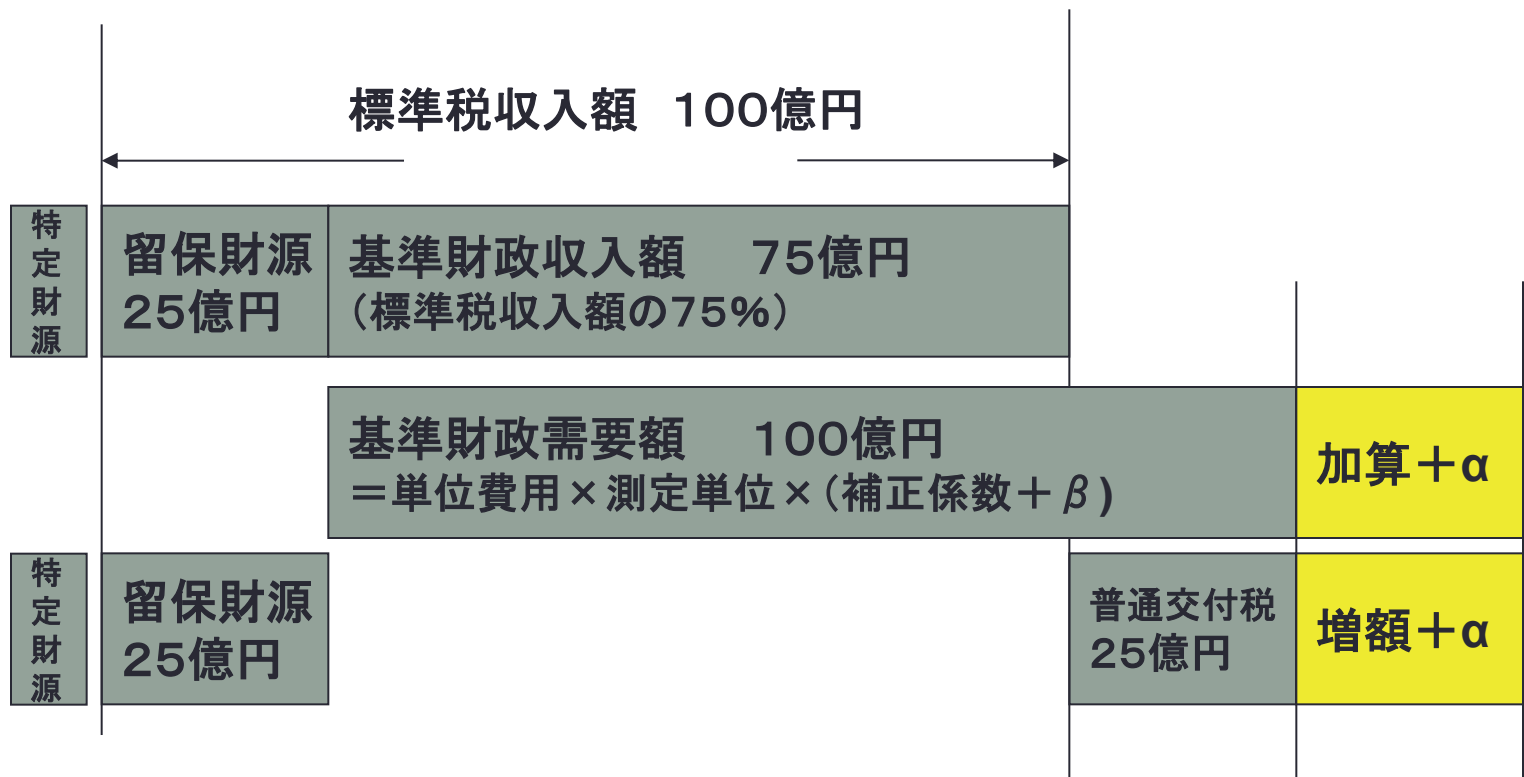 標準税収入額　100億円
特定財源
留保財源
25億円
基準財政収入額　75億円
（標準税収入額の75%）
基準財政需要額　100億円
＝単位費用×測定単位×（補正係数＋β)
加算＋α
特定財源
留保財源
25億円
普通交付税
25億円
増額＋α